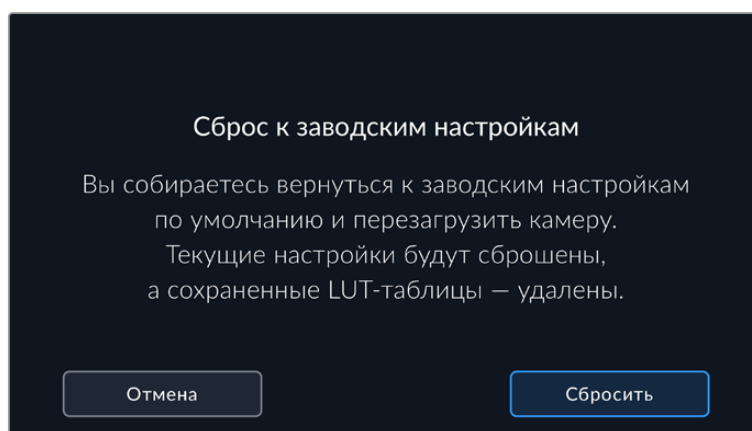 Сброс к заводским настройкам
Вы собираетесь вернуться к заводским настройкам
по умолчанию и перезагрузить камеру.
Текущие настройки будут сброшены,
а сохраненные LUT-таблицы — удалены.
Отмена
Сбросить